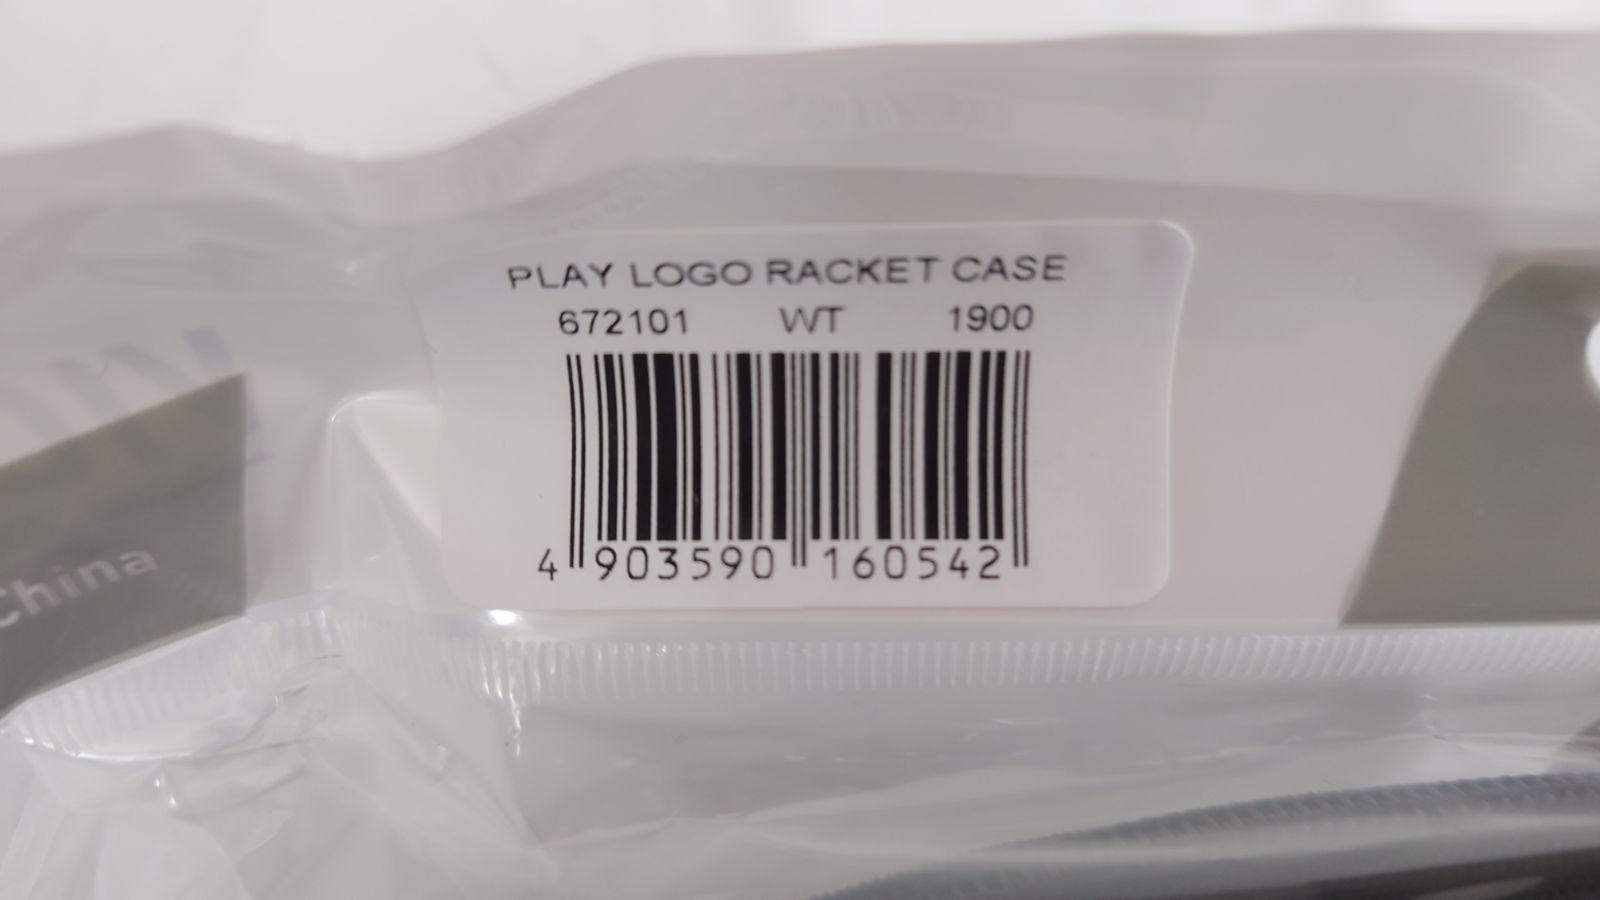 PLAY LOGO RACKET CASE
672101 WT 1900
4 903590 160542
China